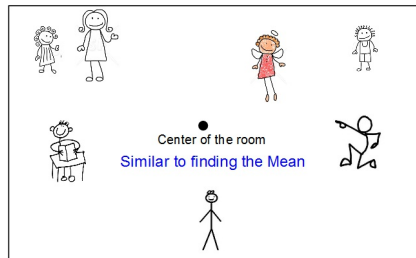 Center of the room
Similar to finding the Mean